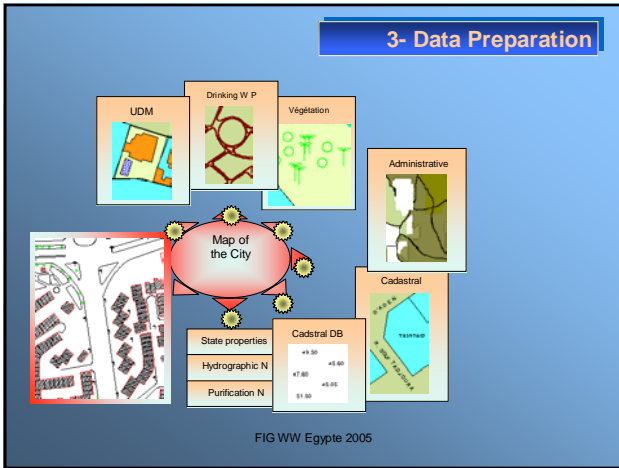 3- Data Preparation
UDM
Drinking W P
Végétation
Administrative
Map of
the City
Cadastral
State properties
Hydrographic N
Purification N
Cadstral DB
FIG WW Egypte 2005